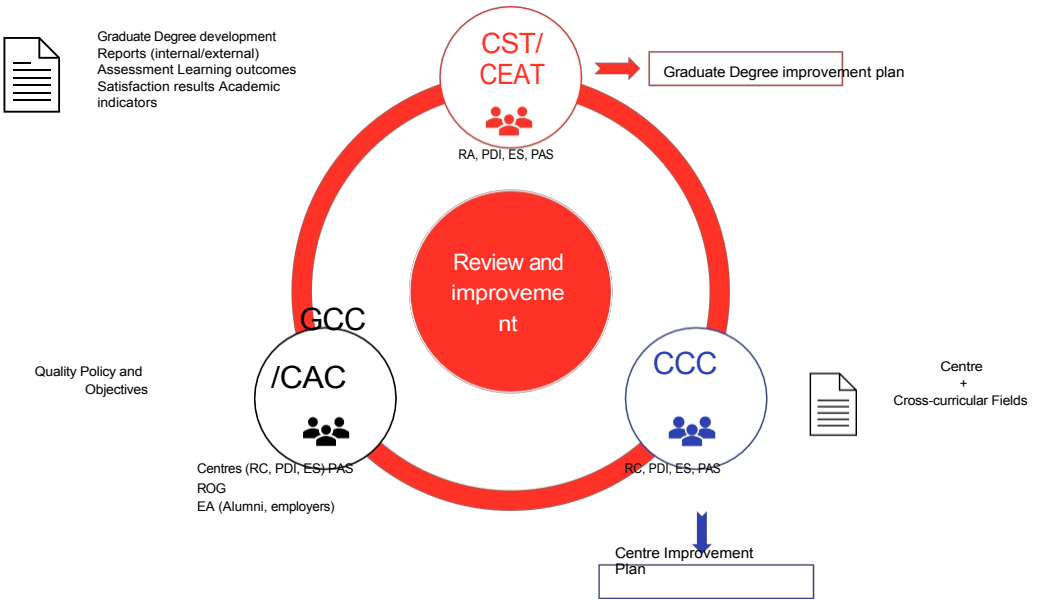 Graduate Degree development
Reports (internal/external)
Assessment Learning outcomes
Satisfaction results Academic
indicators
CST/
CEAT
RA, PDI, ES, PAS
Graduate Degree improvement plan
Review and
improveme
nt
GCC
/CAC
Quality Policy and
Objectives
Centres (RC, PDI, ES) PAS
ROG
EA (Alumni, employers)
CCC
RC, PDI, ES, PAS
Centre
+
Cross-curricular Fields
Centre Improvement
Plan